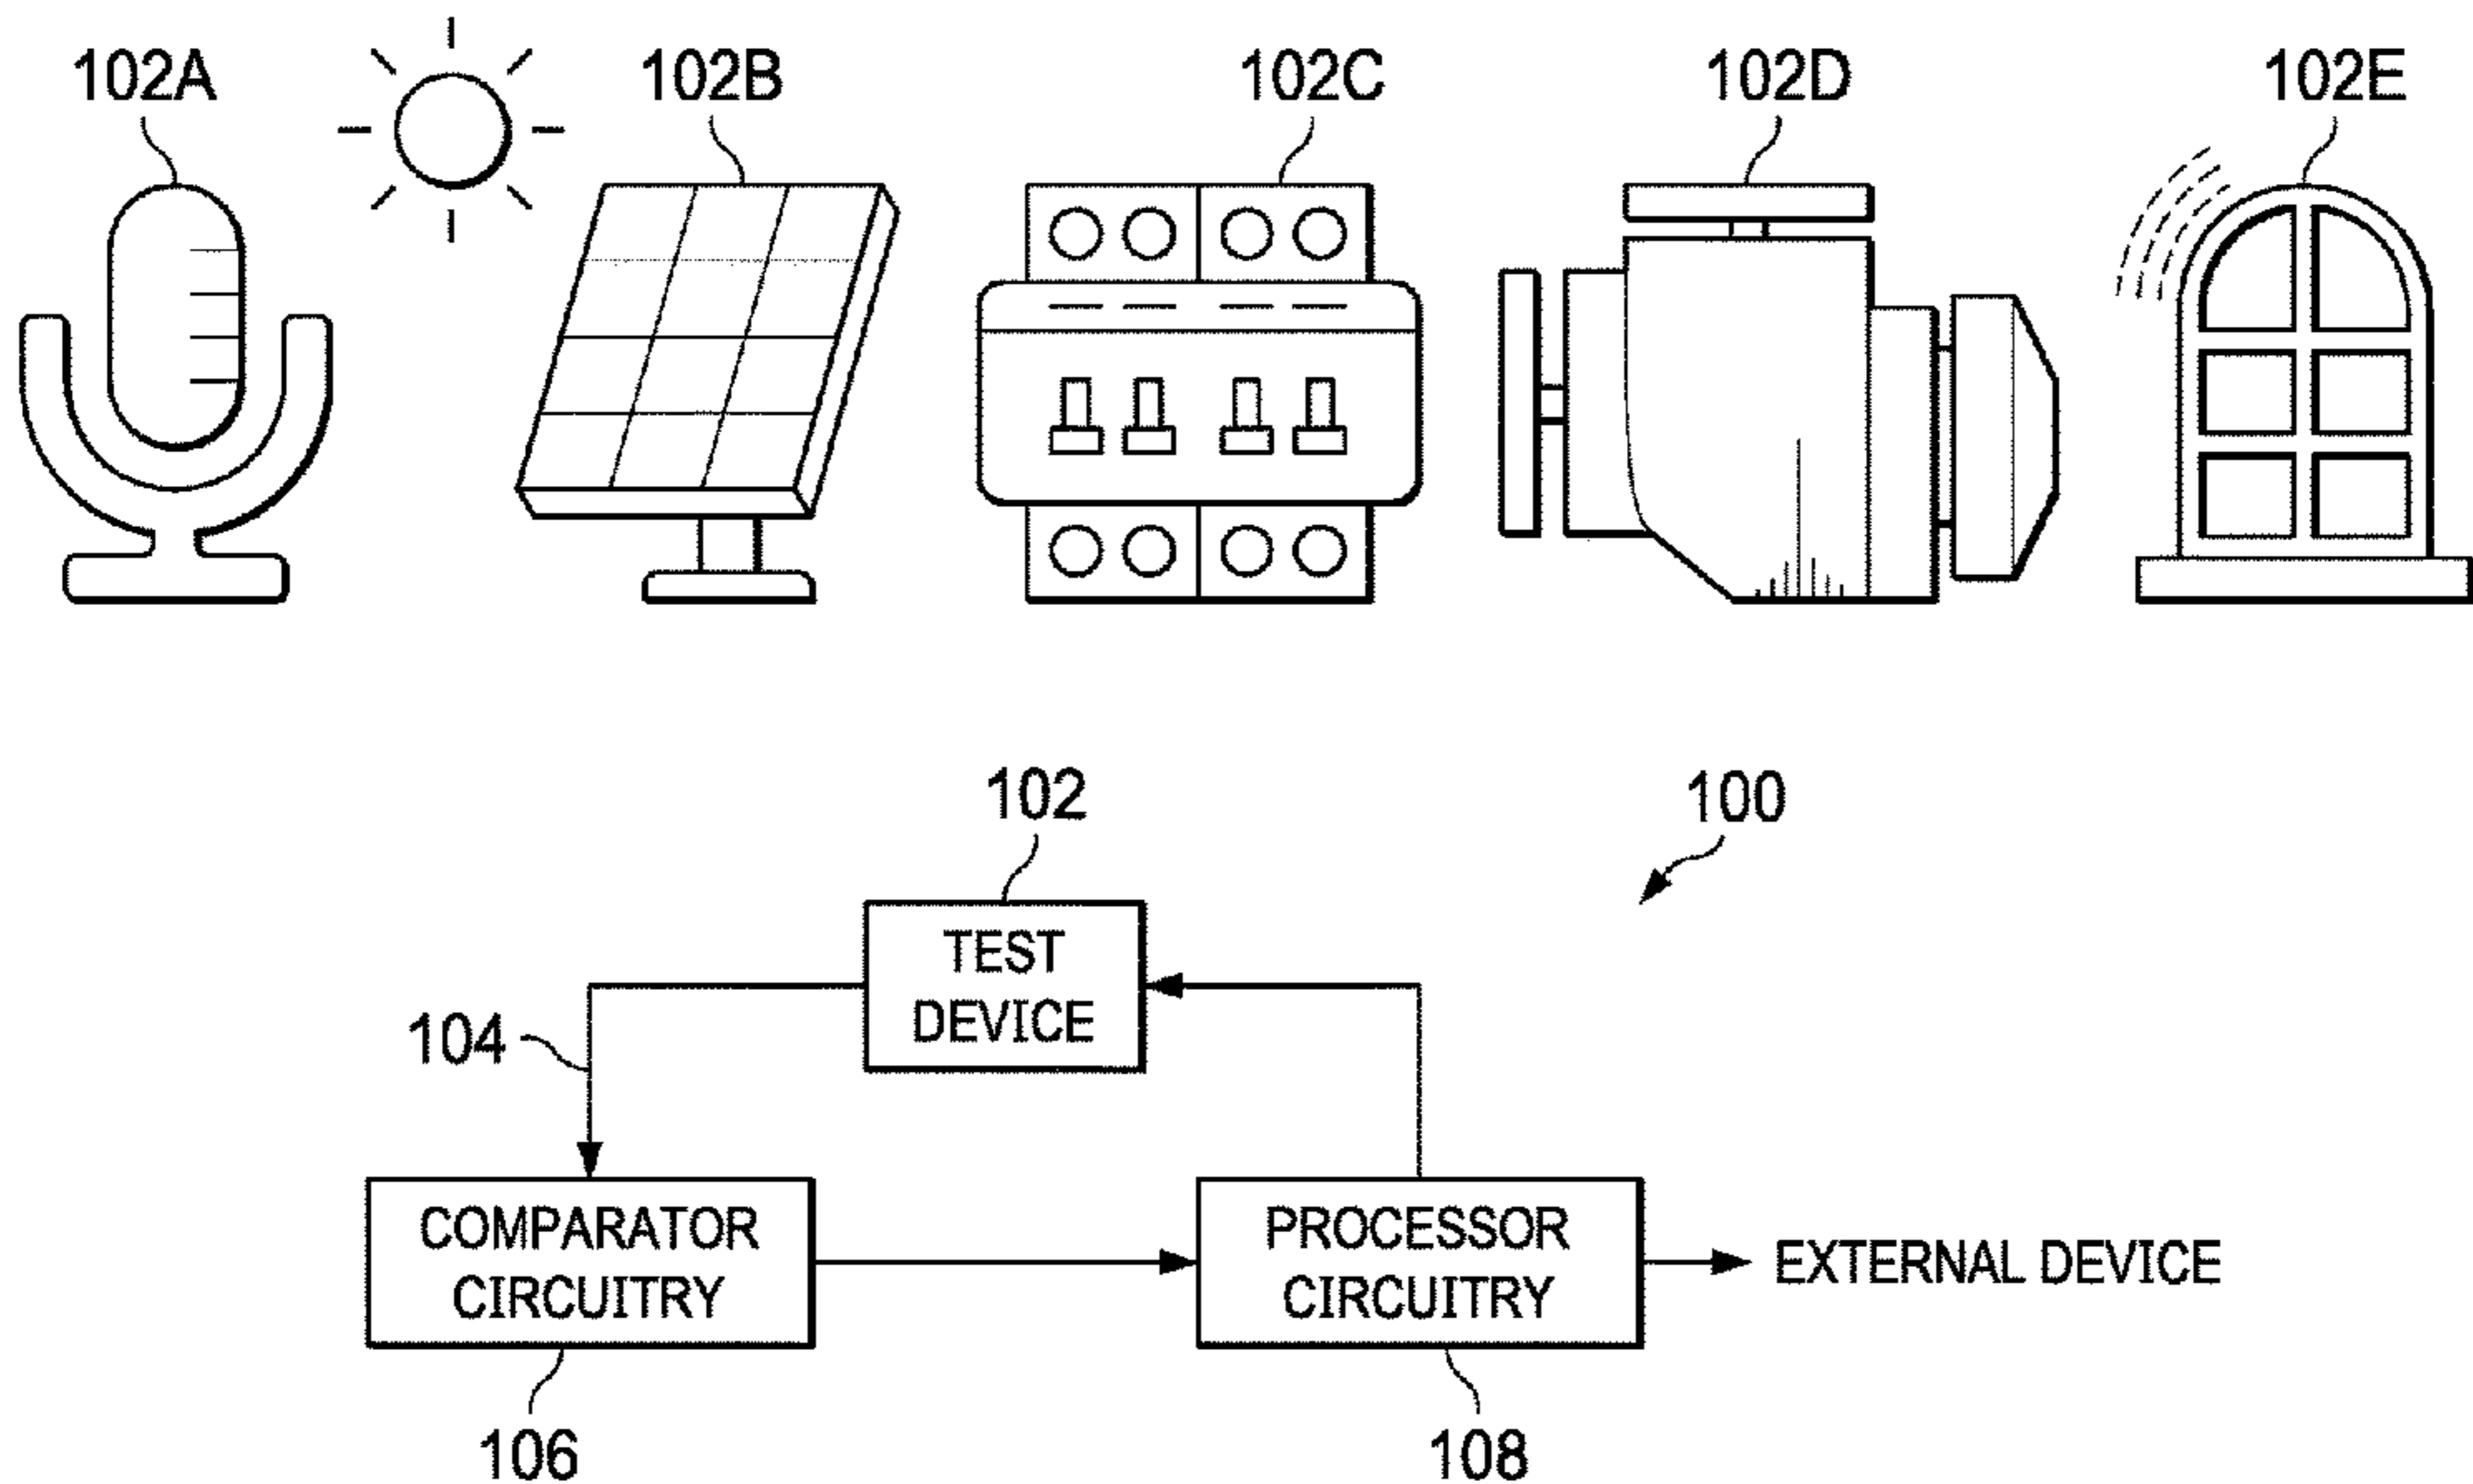 102A
102B
102C
102D
102E
102
100
TEST
DEVICE
104
COMPARATOR
CIRCUITRY
PROCESSOR
CIRCUITRY
EXTERNAL DEVICE
106
108